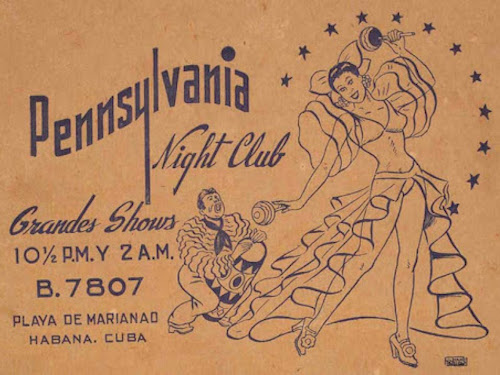 Pennsylvania
Night Club
Grandes Shows
10½ P.M. Y 2 A.M.
B. 7807
PLAYA DE MARIANAO
HABANA. CUBA